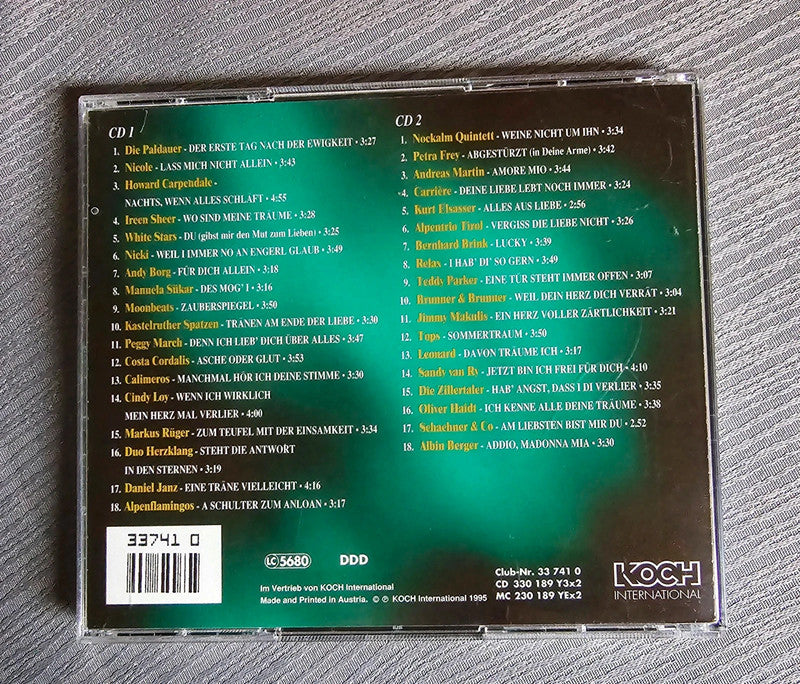 CD 1
1. Die Paldauer - DER ERSTE TAG NACH DER EWIGKEIT • 3:27
2. Nicole - LASS MICH NICHT ALLEIN • 3:43
3. Howard Carpendale -
NACHTS, WENN ALLES SCHLÄFT • 4:55
4. Ireen Sheer - WO SIND MEINE TRÄUME • 3:28
5. White Stars - DU (gibst mir den Mut zum Lieben) • 3:25
6. Nicki - WEIL I IMMER NO AN ENGERL GLAUB • 3:49
7. Andy Borg - FÜR DICH ALLEIN • 3:18
8. Manuela Sükar - DES MOG' I • 3:16
9. Moonbeats - ZAUBERSPIEGEL • 3:50
10. Kastelruther Spatzen - TRÄNEN AM ENDE DER LIEBE • 3:30
11. Peggy March - DENN ICH LIEB' DICH ÜBER ALLES • 3:47
12. Costa Cordalis - ASCHE ODER GLUT • 3:53
13. Calimeros - MANCHMAL HÖR ICH DEINE STIMME • 3:30
14. Cindy Loy - WENN ICH WIRKLICH
MEIN HERZ MAL VERLIER • 4:00
15. Markus Rüger - ZUM TEUFEL MIT DER EINSAMKEIT • 3:34
16. Duo Herzklang - STEHT DIE ANTWORT
IN DEN STERNEN • 3:19
17. Daniel Janz - EINE TRÄNE VIELLEICHT • 4:16
18. Alpenflamingos - A SCHULTER ZUM ANLOAN • 3:17
CD 2
1. Nockalm Quintett - WEINE NICHT UM IHN • 3:34
2. Petra Frey - ABGESTÜRZT (in Deine Arme) • 3:42
3. Andreas Martin - AMORE MIO • 3:44
4. Carrière - DEINE LIEBE LEBT NOCH IMMER • 3:24
5. Kurt Elsasser - ALLES AUS LIEBE • 2:56
6. Alpentrio Tirol - VERGISS DIE LIEBE NICHT • 3:26
7. Bernhard Brink - LUCKY • 3:39
8. Relax - I HAB' DI' SO GERN • 3:49
9. Teddy Parker - EINE TÜR STEHT IMMER OFFEN • 3:07
10. Brunner & Brunner - WEIL DEIN HERZ DICH VERRÄT • 3:04
11. Jimmy Makulis - EIN HERZ VOLLER ZÄRTLICHKEIT • 3:21
12. Tops - SOMMERTRAUM • 3:50
13. Leonard - DAVON TRÄUME ICH • 3:17
14. Sandy van Ry - JETZT BIN ICH FREI FÜR DICH • 4:10
15. Die Zillertaler - HAB' ANGST, DASS I DI VERLIER • 3:35
16. Oliver Haidt - ICH KENNE ALLE DEINE TRÄUME • 3:38
17. Schachner & Co - AM LIEBSTEN BIST MIR DU • 2.52
18. Albin Berger - ADDIO, MADONNA MIA • 3:30
33741 0
LC 5680
DDD
Im Vertrieb von KOCH International
Made and Printed in Austria. © ℗ KOCH International 1995
Club-Nr. 33 741 0
CD 330 189 Y3x2
MC 230 189 YEx2
KOCH
INTERNATIONAL